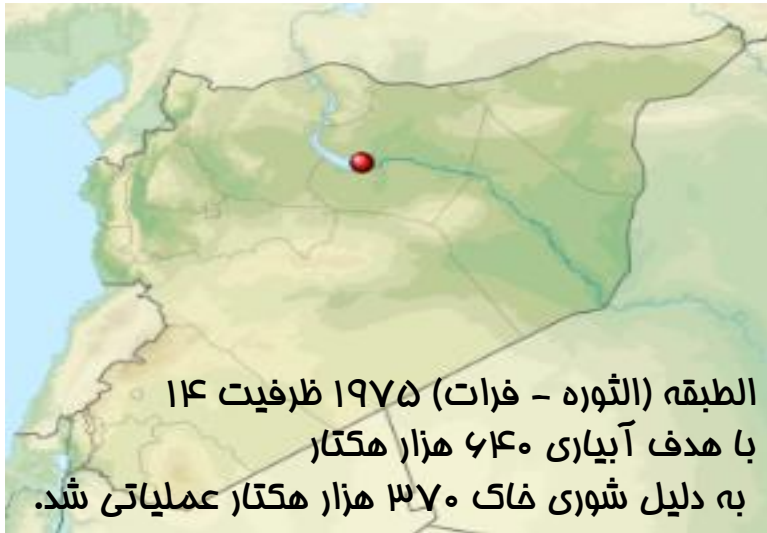 الطبقه (الثوره - فرات) ۱۹۷۵ ظرفیت ۱۴
با هدف آبیاری ۶۴۰ هزار هکتار
به دلیل شوری خاک ۳۷۰ هزار هکتار عملیاتی شد.